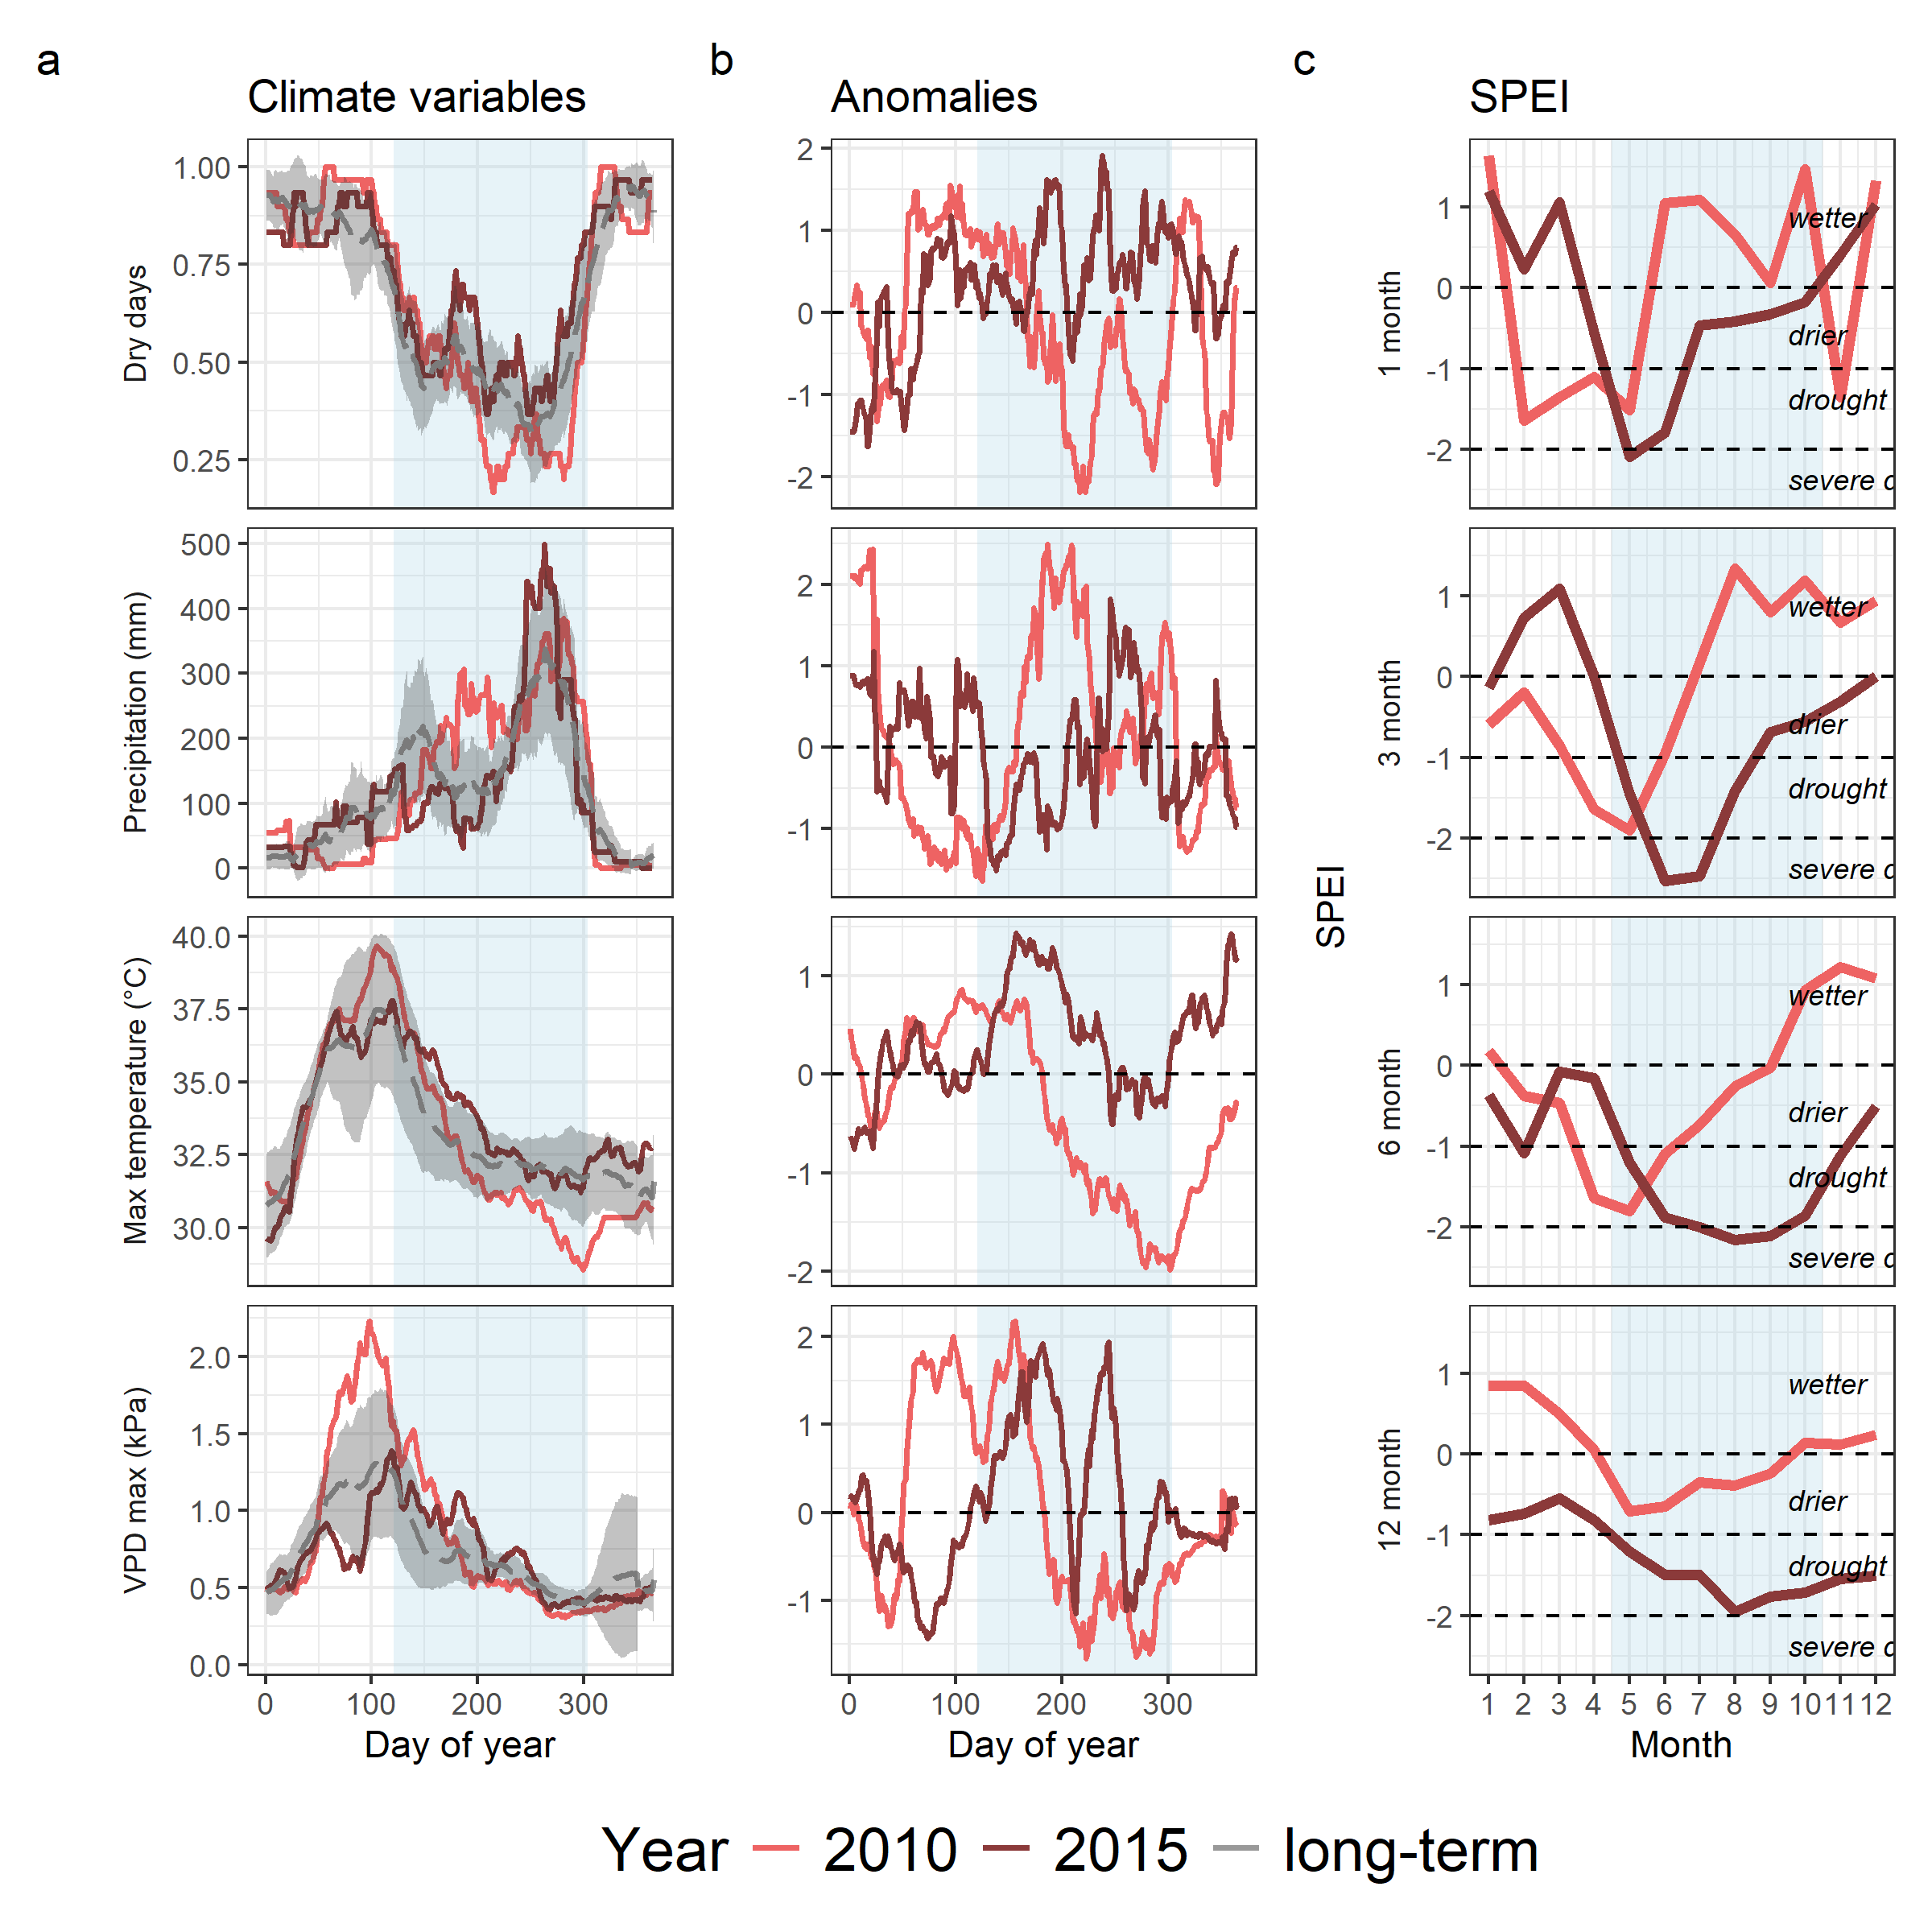 a
b
c
Climate variables
Anomalies
SPEI
Dry days
1.00
0.75
0.50
0.25
2
1
0
-1
-2
1 month
1
0
-1
-2
wetter
drier
drought
severe d
Precipitation (mm)
500
400
300
200
100
0
2
1
0
-1
3 month
1
0
-1
-2
wetter
drier
drought
severe d
SPEI
Max temperature (°C)
40.0
37.5
35.0
32.5
30.0
1
0
-1
-2
6 month
1
0
-1
-2
wetter
drier
drought
severe d
VPD max (kPa)
2.0
1.5
1.0
0.5
0.0
2
1
0
-1
12 month
1
0
-1
-2
wetter
drier
drought
severe d
0 100 200 300
0 100 200 300
1 2 3 4 5 6 7 8 9 10 11 12
Day of year
Day of year
Month
Year 2010 2015 long-term